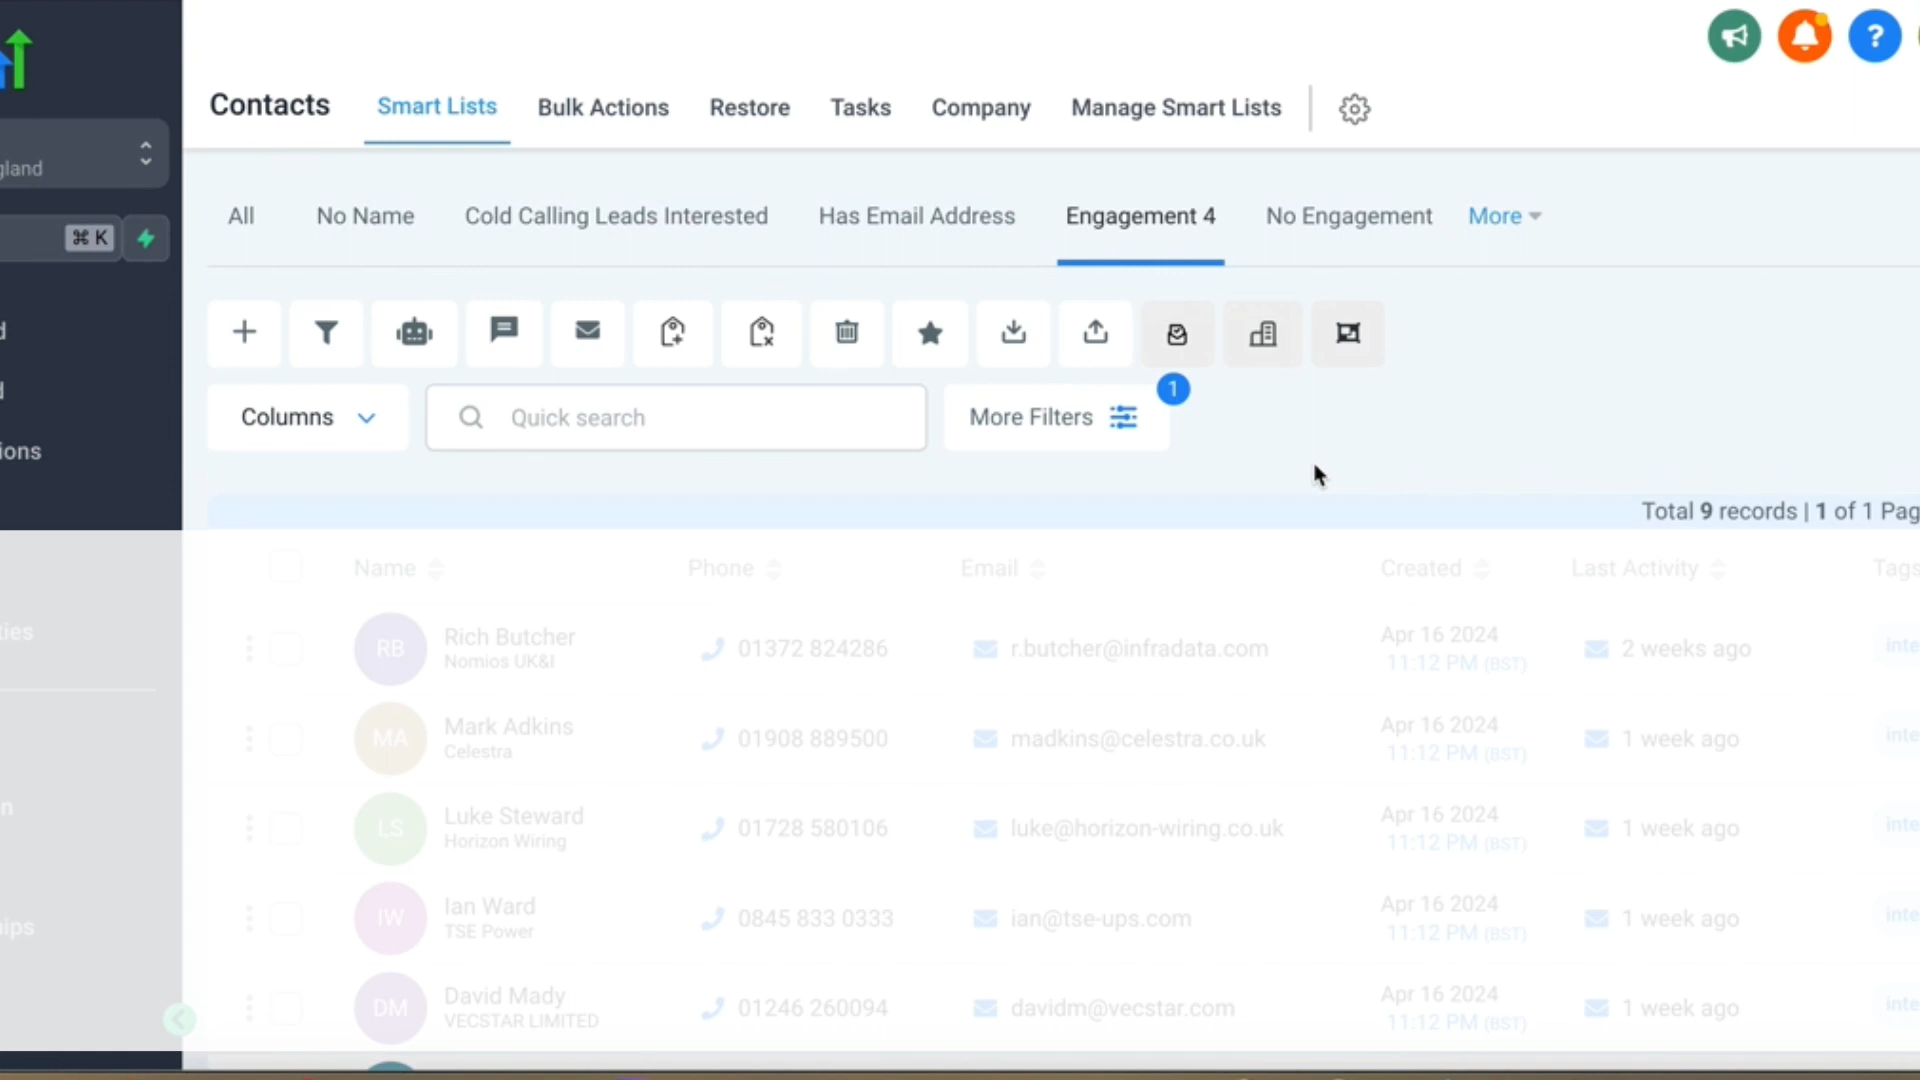 Contacts Smart Lists Bulk Actions Restore Tasks Company Manage Smart Lists
?
gland
⌘ K
ions
All No Name Cold Calling Leads Interested Has Email Address Engagement 4 No Engagement More
Columns Quick search More Filters 1
Total 9 records | 1 of 1 Pag
Name Phone Email Created Last Activity Tags
RB Rich Butcher 01372 824286 r.butcher@infradata.com Apr 16 2024 2 weeks ago inte
Nomios UK&I 11:12 PM (BST)
ties
MA Mark Adkins 01908 889500 madkins@celestra.co.uk Apr 16 2024 1 week ago inte
Celestra 11:12 PM (BST)
LS Luke Steward 01728 580106 luke@horizon-wiring.co.uk Apr 16 2024 1 week ago inte
Horizon Wiring 11:12 PM (BST)
IW Ian Ward 0845 833 0333 ian@tse-ups.com Apr 16 2024 1 week ago inte
TSE Power 11:12 PM (BST)
ips
DM David Mady 01246 260094 davidm@vecstar.com Apr 16 2024 1 week ago inte
VECSTAR LIMITED 11:12 PM (BST)